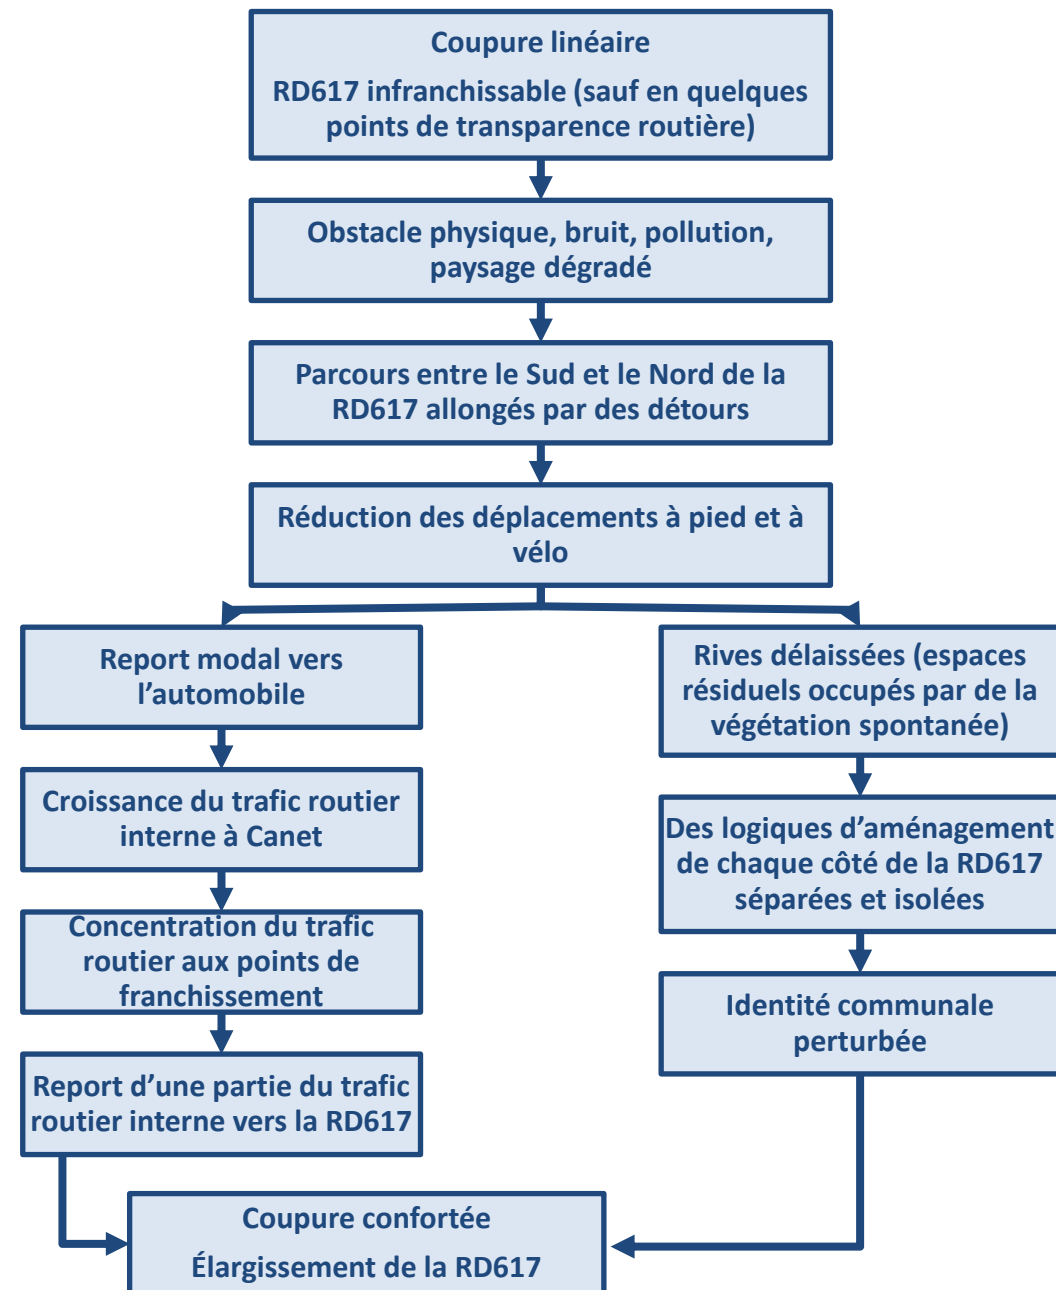 Coupure linéaire
RD617 infranchissable (sauf en quelques
points de transparence routière)
Obstacle physique, bruit, pollution,
paysage dégradé
Parcours entre le Sud et le Nord de la
RD617 allongés par des détours
Réduction des déplacements à pied et à
vélo
Report modal vers
l’automobile
Croissance du trafic routier
interne à Canet
Concentration du trafic
routier aux points de
franchissement
Report d’une partie du trafic
routier interne vers la RD617
Rives délaissées (espaces
résiduels occupés par de la
végétation spontanée)
Des logiques d’aménagement
de chaque côté de la RD617
séparées et isolées
Identité communale
perturbée
Coupure confortée
Élargissement de la RD617